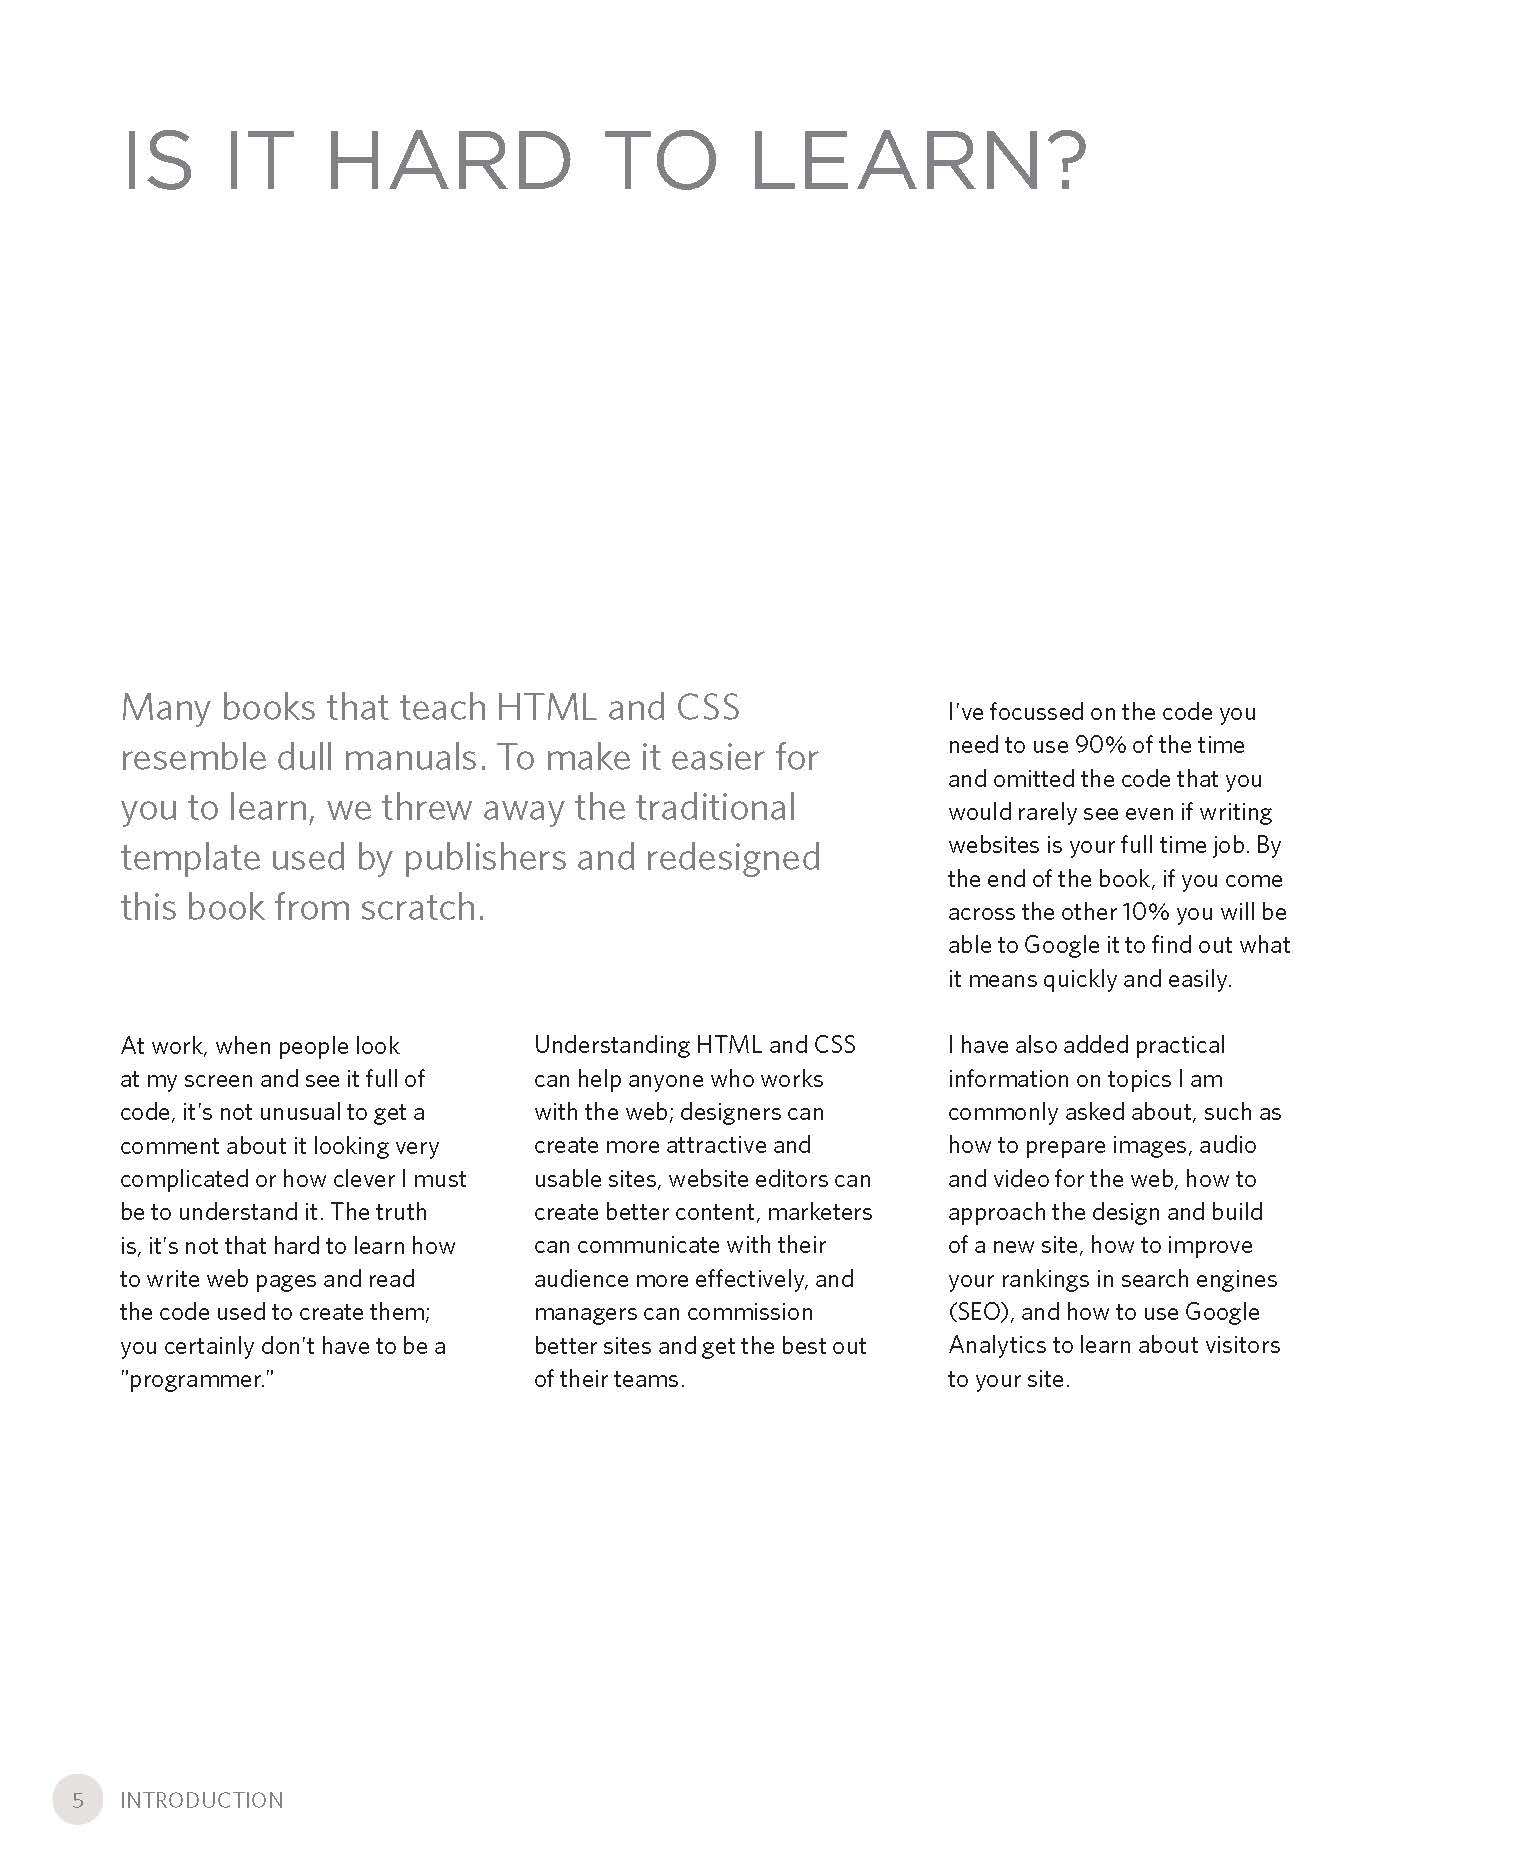 IS IT HARD TO LEARN?
Many books that teach HTML and CSS
resemble dull manuals. To make it easier for
you to learn, we threw away the traditional
template used by publishers and redesigned
this book from scratch.
At work, when people look
at my screen and see it full of
code, it's not unusual to get a
comment about it looking very
complicated or how clever I must
be to understand it. The truth
is, it's not that hard to learn how
to write web pages and read
the code used to create them;
you certainly don't have to be a
"programmer."
Understanding HTML and CSS
can help anyone who works
with the web; designers can
create more attractive and
usable sites, website editors can
create better content, marketers
can communicate with their
audience more effectively, and
managers can commission
better sites and get the best out
of their teams.
I've focussed on the code you
need to use 90% of the time
and omitted the code that you
would rarely see even if writing
websites is your full time job. By
the end of the book, if you come
across the other 10% you will be
able to Google it to find out what
it means quickly and easily.
I have also added practical
information on topics I am
commonly asked about, such as
how to prepare images, audio
and video for the web, how to
approach the design and build
of a new site, how to improve
your rankings in search engines
(SEO), and how to use Google
Analytics to learn about visitors
to your site.
5 INTRODUCTION